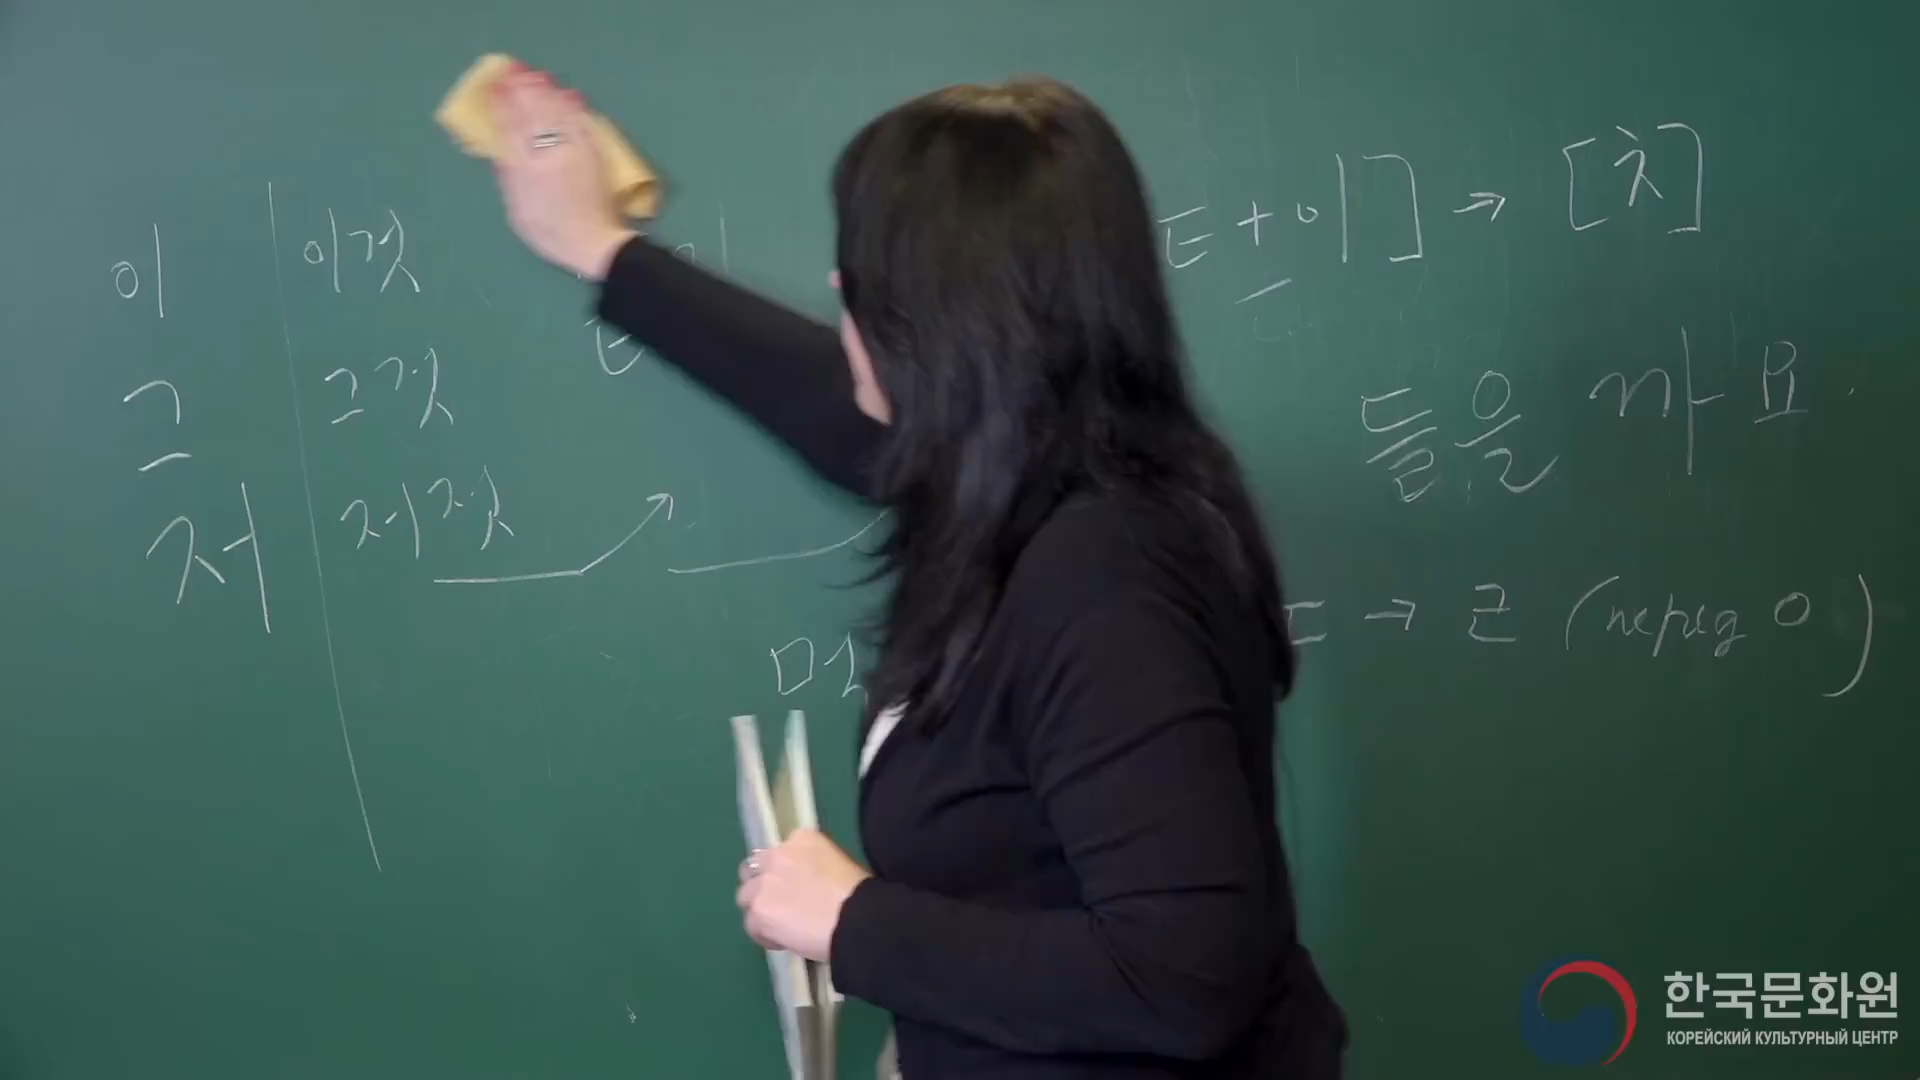 이 이것
그 그것
저 저것
ㅌ + 이] → [치]
들을까요.
ㄷ → ㄹ (перед ㅇ)
한국문화원
КОРЕЙСКИЙ КУЛЬТУРНЫЙ ЦЕНТР